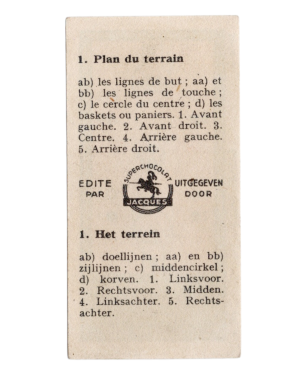 1. Plan du terrain
ab) les lignes de but ; aa) et
bb) les lignes de touche ;
c) le cercle du centre ; d) les
baskets ou paniers. 1. Avant
gauche. 2. Avant droit. 3.
Centre. 4. Arrière gauche.
5. Arrière droit.
EDITE PAR
SUPERCHOCOLAT
JACQUES
UITGEGEVEN DOOR
1. Het terrein
ab) doellijnen ; aa) en bb)
zijlijnen ; c) middencirkel ;
d) korven. 1. Linksvoor.
2. Rechtsvoor. 3. Midden.
4. Linksachter. 5. Rechts-
achter.